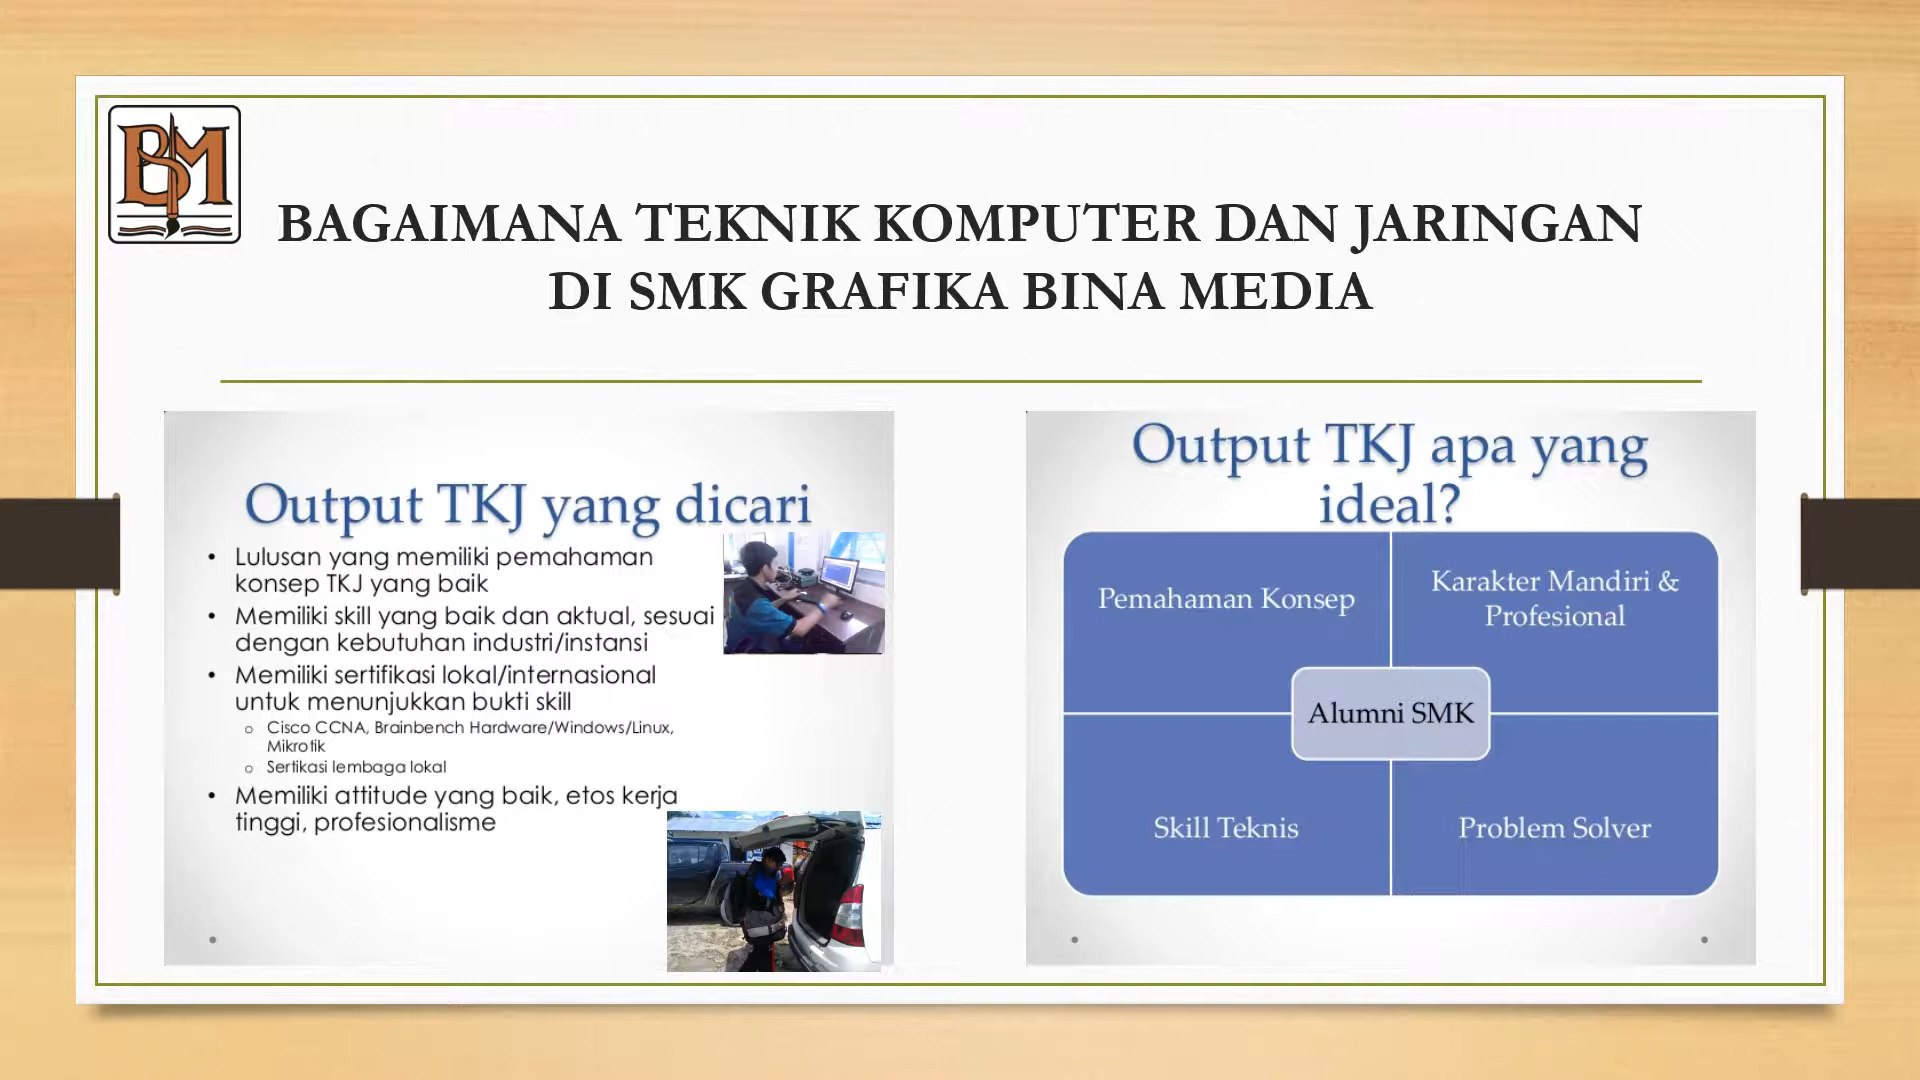 BM
BAGAIMANA TEKNIK KOMPUTER DAN JARINGAN
DI SMK GRAFIKA BINA MEDIA
Output TKJ yang dicari
• Lulusan yang memiliki pemahaman
konsep TKJ yang baik
• Memiliki skill yang baik dan aktual, sesuai
dengan kebutuhan industri/instansi
• Memiliki sertifikasi lokal/internasional
untuk menunjukkan bukti skill
o Cisco CCNA, Brainbench Hardware/Windows/Linux,
Mikrotik
o Sertikasi lembaga lokal
• Memiliki attitude yang baik, etos kerja
tinggi, profesionalisme
Output TKJ apa yang
ideal?
Pemahaman Konsep
Karakter Mandiri &
Profesional
Alumni SMK
Skill Teknis
Problem Solver